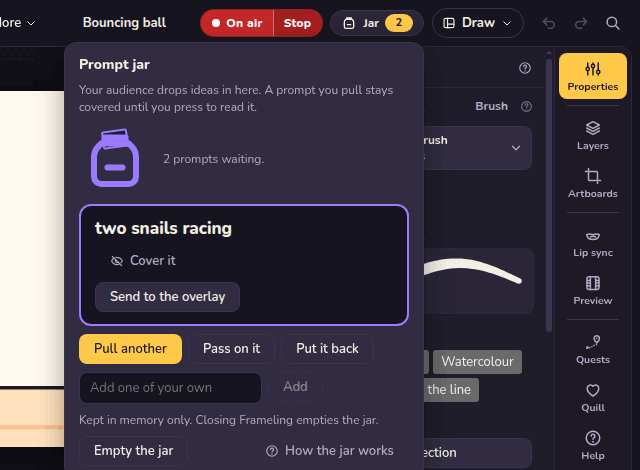 Bouncing ball
On air
Stop
Jar
2
Draw
Prompt jar
Your audience drops ideas in here. A prompt you pull stays
covered until you press to read it.
2 prompts waiting.
two snails racing
Cover it
Send to the overlay
Pull another
Pass on it
Put it back
Add one of your own
Add
Kept in memory only. Closing Frameling empties the jar.
Empty the jar
How the jar works
Brush
Watercolour
the line
Properties
Layers
Artboards
Lip sync
Preview
Quests
Quill
Help